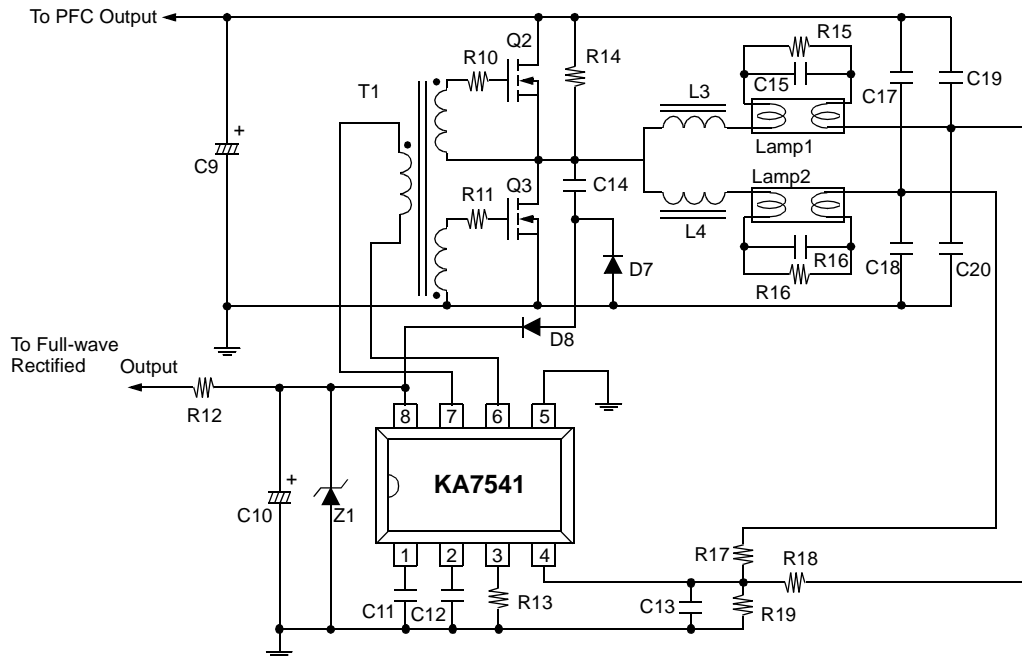 To PFC Output
Q2
R10
R14
R15
C15
C17
C19
T1
L3
Lamp1
+
C9
Q3
R11
C14
Lamp2
L4
R16
R16
C18
C20
D7
D8
To Full-wave
Rectified Output
R12
8 7 6 5
+
C10
Z1
KA7541
1 2 3 4
R17
R18
C11
C12
R13
C13
R19